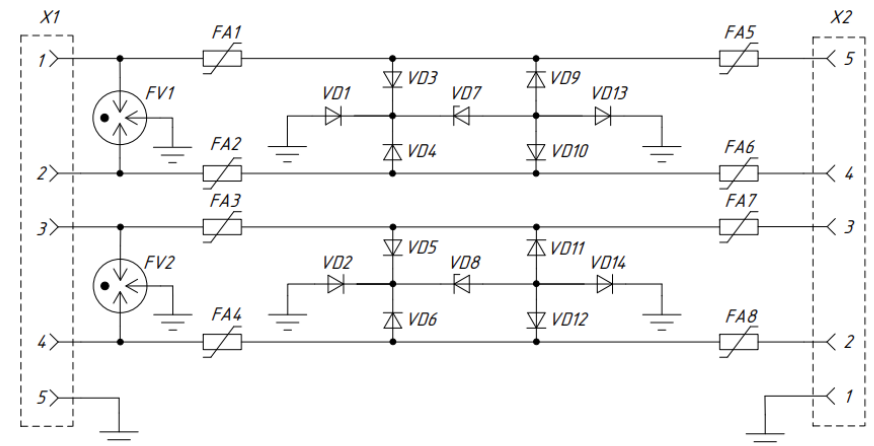 X1 X2
FA1 FA5
1 5
VD3 VD9
FV1 VD1 VD7 VD13
FA2 VD4 VD10 FA6
2 4
FA3 FA7
3 3
VD5 VD11
FV2 VD2 VD8 VD14
FA4 VD6 VD12 FA8
4 2
5 1